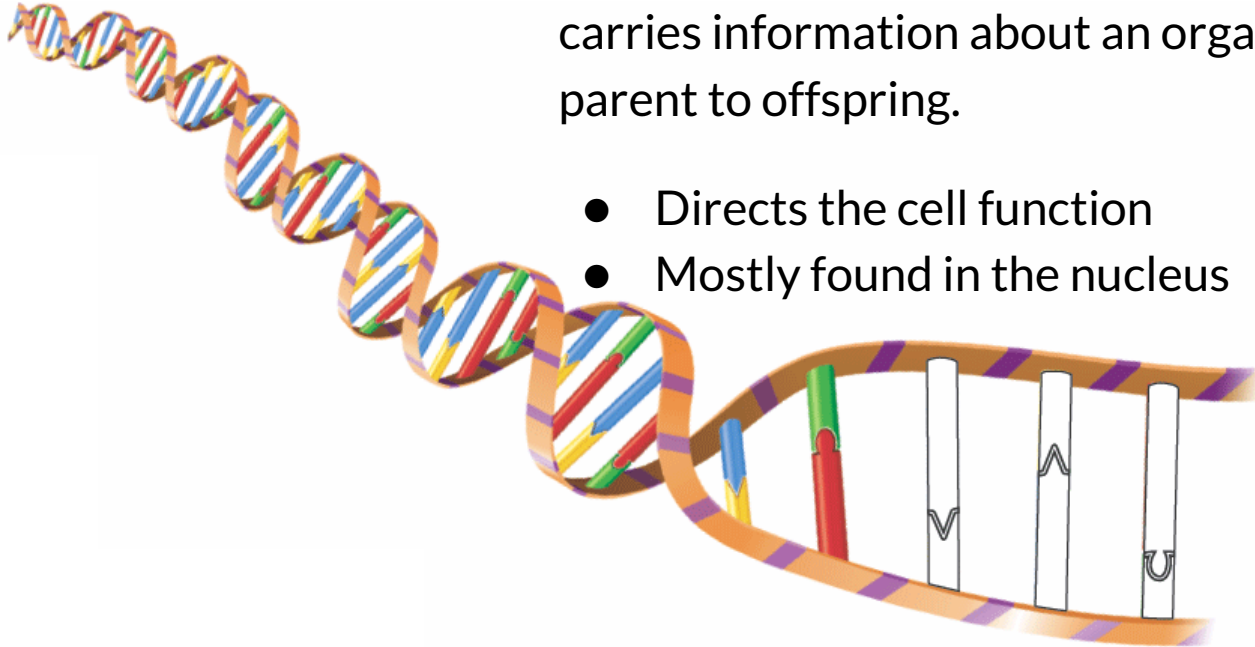 carries information about an orga
parent to offspring.
● Directs the cell function
● Mostly found in the nucleus